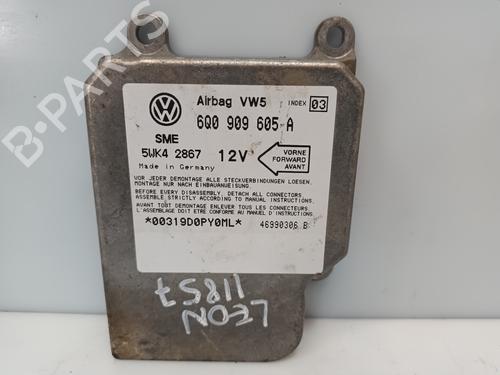 Airbag VW5 INDEX 03
6Q0 909 605 A
SME
5WK4 2867 12V
Made in Germany
VORNE
FORWARD
AVANT
VOR JEDER DEMONTAGE ALLE STECKVERBINDUNGEN LOESEN,
MONTAGE NUR NACH EINBAUANWEISUNG.
BEFORE EVERY DISASSEMBLY, DETACH ALL CONNECTORS
ASSEMBLE STRICTLY ACCORDING TO MANUAL INSTRUCTIONS.
AVANT TOUT DEMONTAGE ENLEVER TOUS LES CONNECTEURS
L'ASSEMBLAGE DOIT ETRE CONFORME AU MANUEL D'INSTRUCTIONS
*00319D0PY0ML* 46990306 B
LEON
11857
B-PARTS